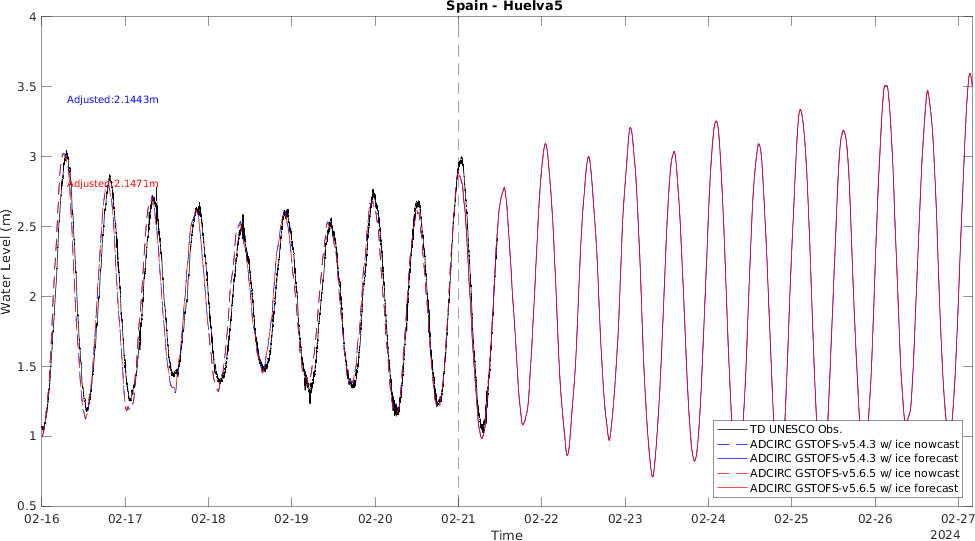 Spain - Huelva5
4
3.5
3
2.5
2
1.5
1
0.5
Water Level (m)
Adjusted:2.1443m
Adjusted:2.1471m
TD UNESCO Obs.
ADCIRC GSTOFS-v5.4.3 w/ ice nowcast
ADCIRC GSTOFS-v5.4.3 w/ ice forecast
ADCIRC GSTOFS-v5.6.5 w/ ice nowcast
ADCIRC GSTOFS-v5.6.5 w/ ice forecast
02-16 02-17 02-18 02-19 02-20 02-21 02-22 02-23 02-24 02-25 02-26 02-27
Time
2024